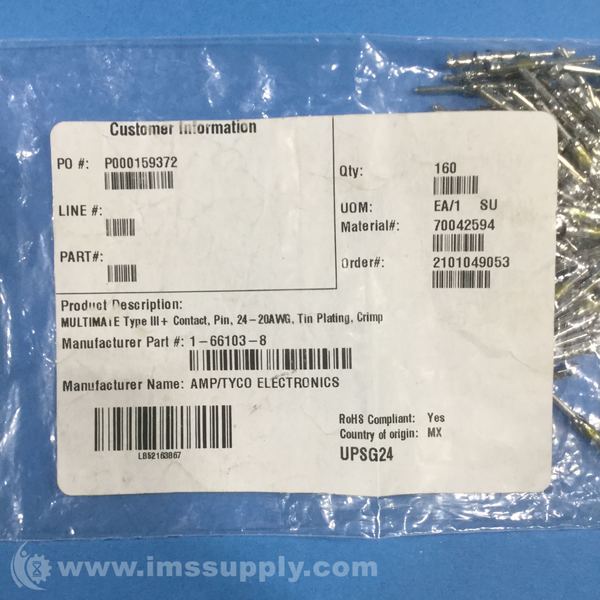 Customer Information
PO #: P000159372
LINE #:
PART#:
Qty: 160
UOM: EA/1 SU
Material#: 70042594
Order#: 2101049053
Product Description:
MULTIMATE Type III+ Contact, Pin, 24-20AWG, Tin Plating, Crimp
Manufacturer Part #: 1-66103-8
Manufacturer Name: AMP/TYCO ELECTRONICS
LB52163867
RoHS Compliant: Yes
Country of origin: MX
UPSG24
www.imssupply.com